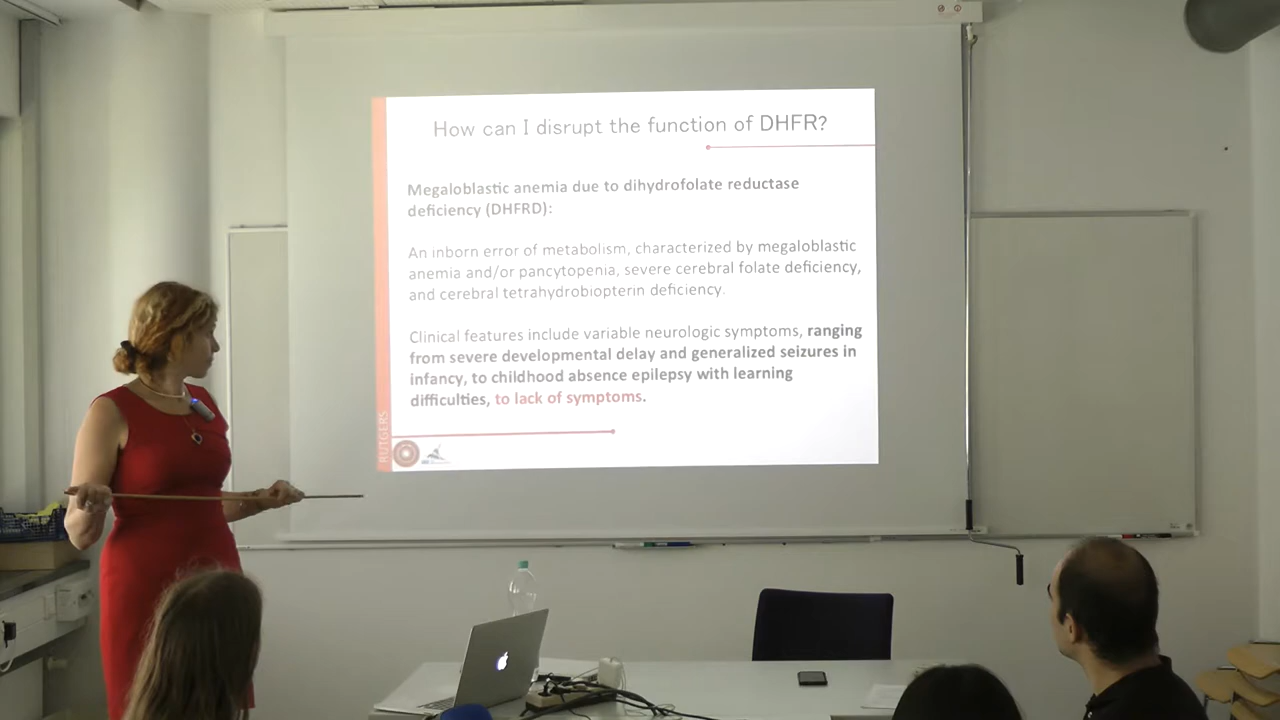 How can I disrupt the function of DHFR?
Megaloblastic anemia due to dihydrofolate reductase
deficiency (DHFRD):
An inborn error of metabolism, characterized by megaloblastic
anemia and/or pancytopenia, severe cerebral folate deficiency,
and cerebral tetrahydrobiopterin deficiency.
Clinical features include variable neurologic symptoms, ranging
from severe developmental delay and generalized seizures in
infancy, to childhood absence epilepsy with learning
difficulties, to lack of symptoms.
RUTGERS